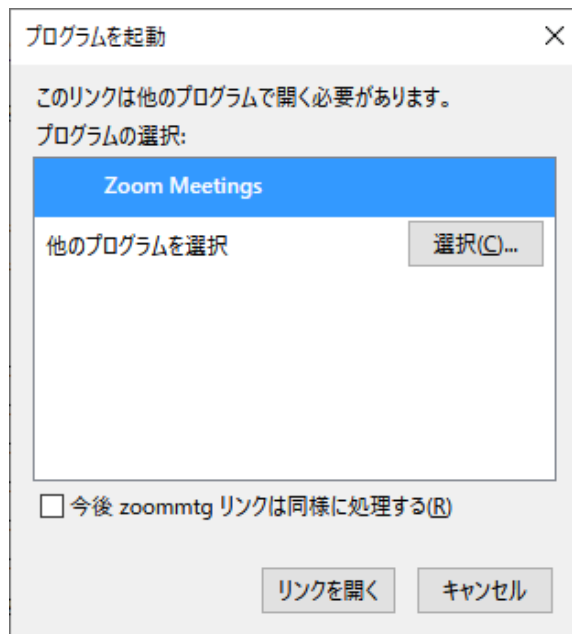 プログラムを起動
このリンクは他のプログラムで開く必要があります。
プログラムの選択:
Zoom Meetings
他のプログラムを選択
選択(C)...
今後 zoommtg リンクは同様に処理する(R)
リンクを開く
キャンセル